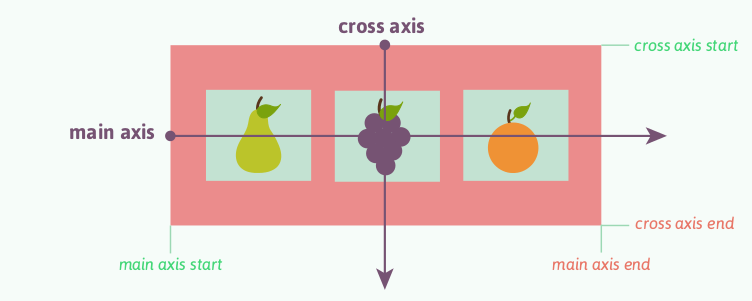 cross axis
cross axis start
main axis
cross axis end
main axis start
main axis end